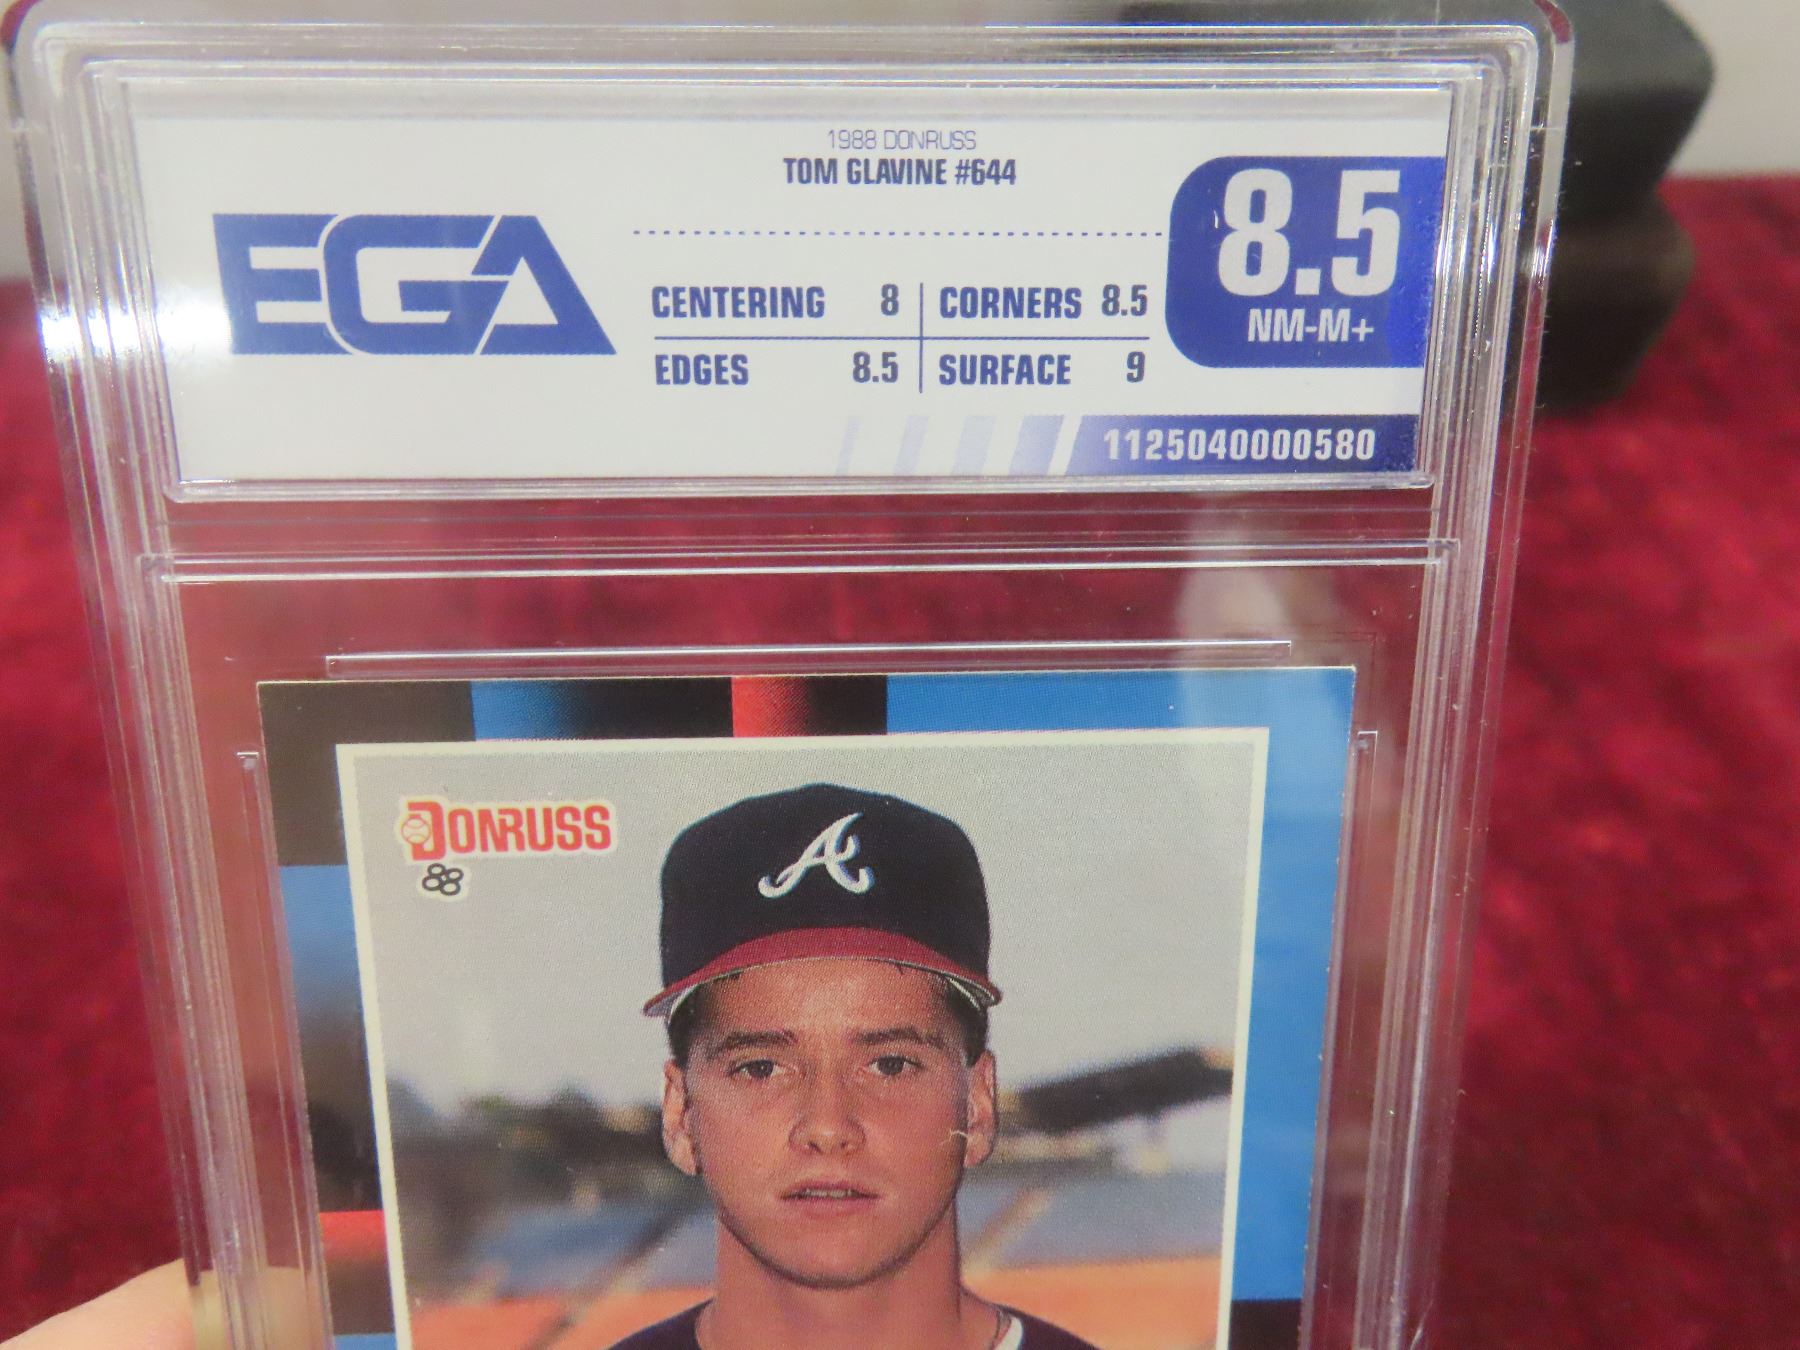 1988 DONRUSS
TOM GLAVINE #644
EGA
CENTERING 8 CORNERS 8.5
EDGES 8.5 SURFACE 9
8.5
NM-M+
1125040000580
DONRUSS
88
A